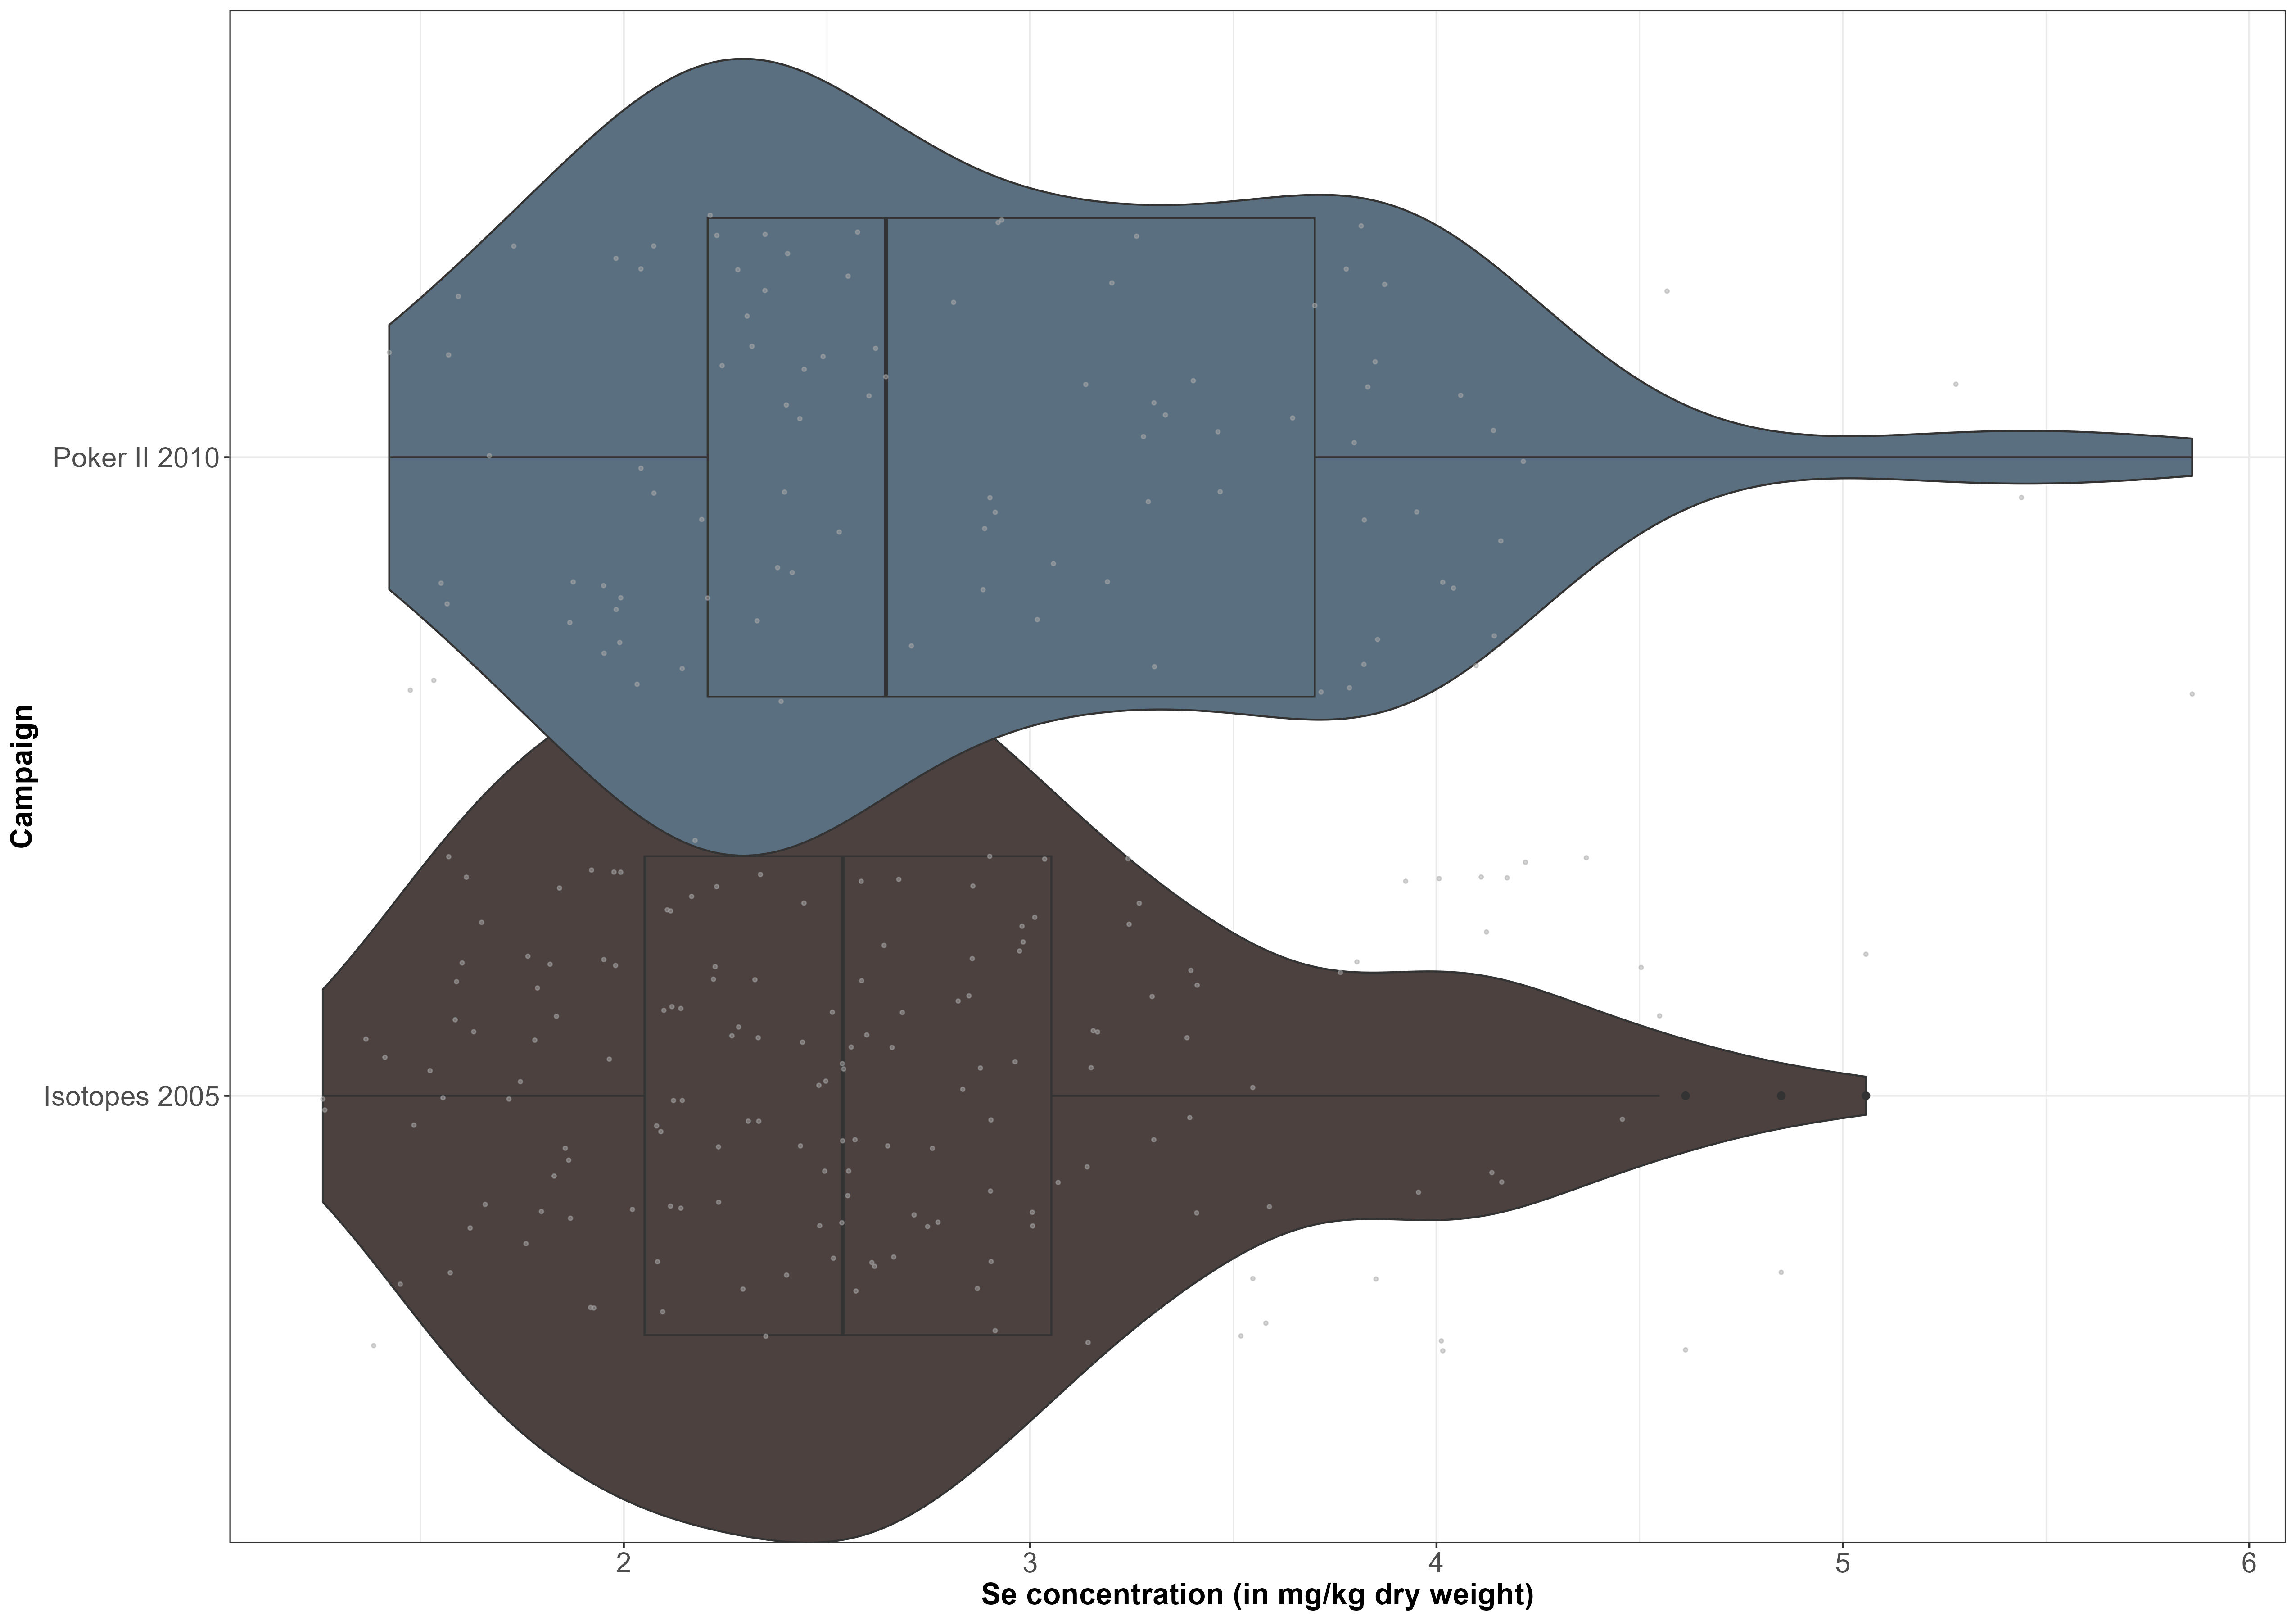 Poker II 2010
Campaign
Isotopes 2005
2 3 4 5 6
Se concentration (in mg/kg dry weight)